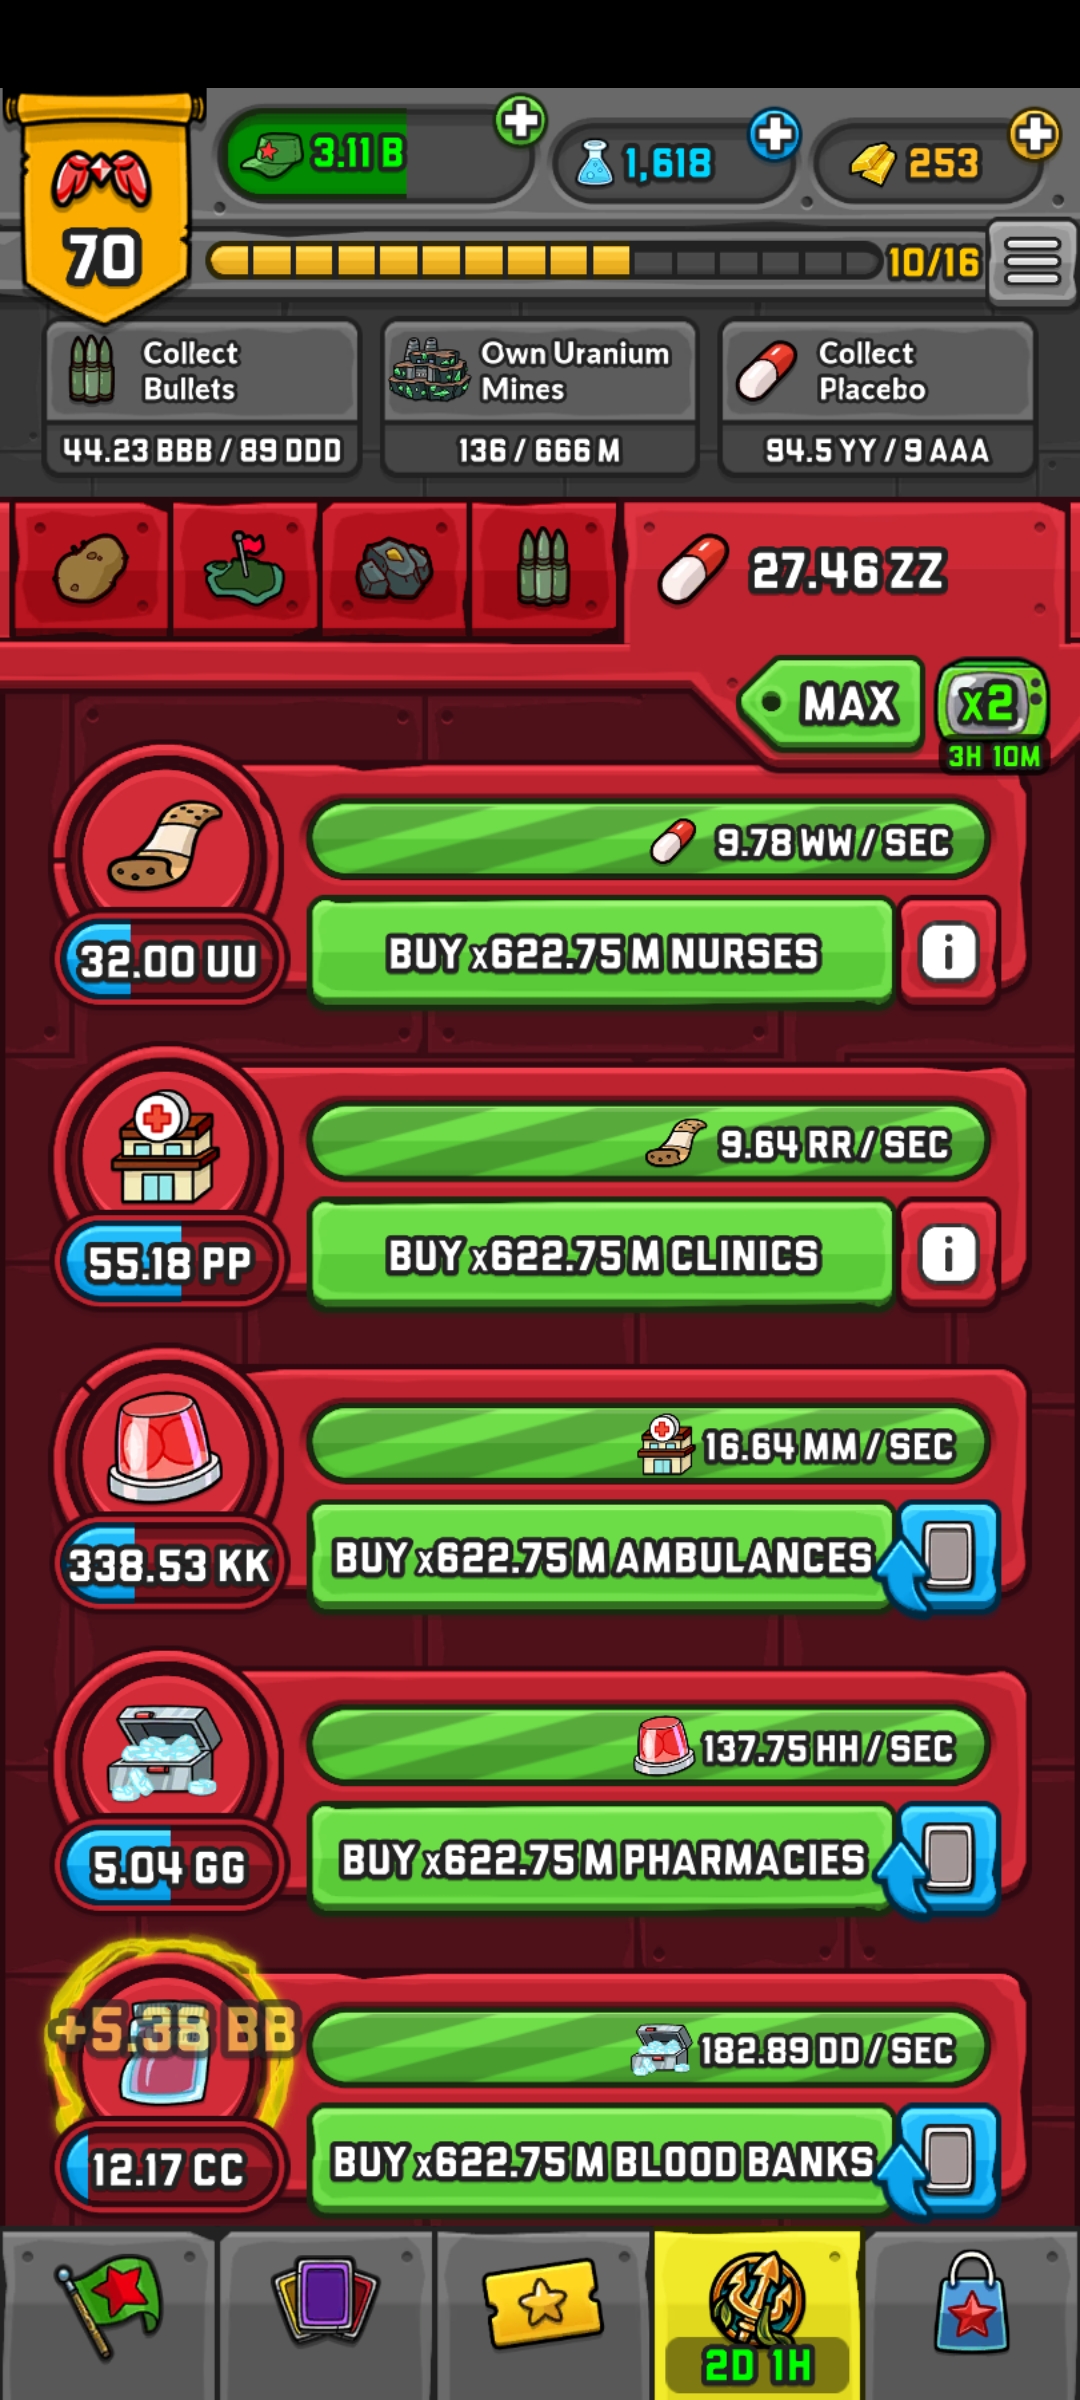 3.11 B
1,618
253
70
10/16
Collect
Bullets
44.23 BBB / 89 DDD
Own Uranium
Mines
136 / 666 M
Collect
Placebo
94.5 YY / 9 AAA
27.46 ZZ
MAX
x2
3H 10M
9.78 WW / SEC
32.00 UU
BUY x622.75 M NURSES
i
9.64 RR / SEC
55.18 PP
BUY x622.75 M CLINICS
i
16.64 MM / SEC
338.53 KK
BUY x622.75 M AMBULANCES
137.75 HH / SEC
5.04 GG
BUY x622.75 M PHARMACIES
+5.38 BB
182.89 DD / SEC
12.17 CC
BUY x622.75 M BLOOD BANKS
2D 1H